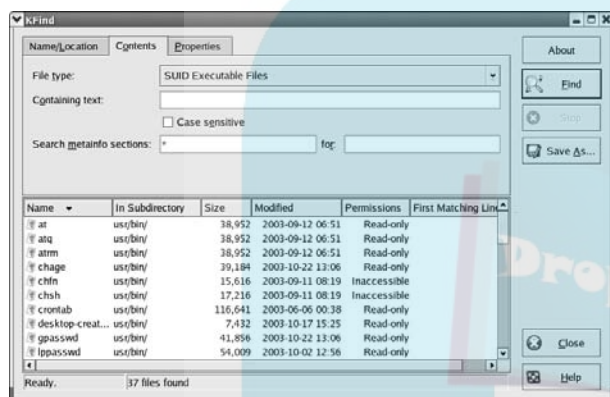 KFind
Name/Location Contents Properties
File type: SUID Executable Files
Containing text:
Case sensitive
Search metainfo sections: * for:
About
Find
Stop
Save As...
Name In Subdirectory Size Modified Permissions First Matching Line
at usr/bin/ 38,952 2003-09-12 06:51 Read-only
atq usr/bin/ 38,952 2003-09-12 06:51 Read-only
atrm usr/bin/ 38,952 2003-09-12 06:51 Read-only
chage usr/bin/ 39,184 2003-10-22 13:06 Read-only
chfn usr/bin/ 15,616 2003-09-11 08:19 Inaccessible
chsh usr/bin/ 17,216 2003-09-11 08:19 Inaccessible
crontab usr/bin/ 116,641 2003-06-06 00:38 Read-only
desktop-creat... usr/bin/ 7,432 2003-10-17 15:25 Read-only
gpasswd usr/bin/ 41,856 2003-10-22 13:06 Read-only
lppasswd usr/bin/ 54,009 2003-10-02 12:56 Read-only
Drop
Close
Help
Ready. 37 files found